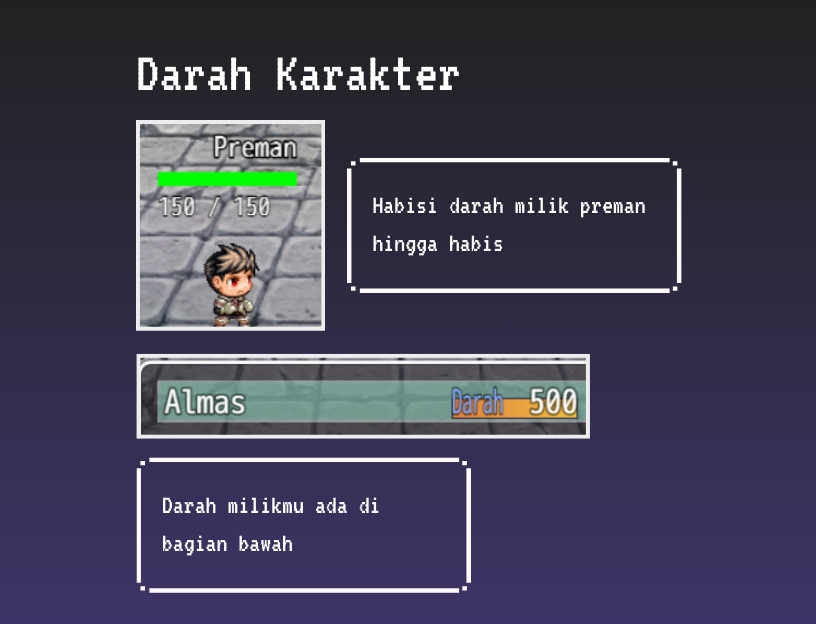 Darah Karakter
Preman
150 / 150
Habisi darah milik preman
hingga habis
Almas Darah 500
Darah milikmu ada di
bagian bawah